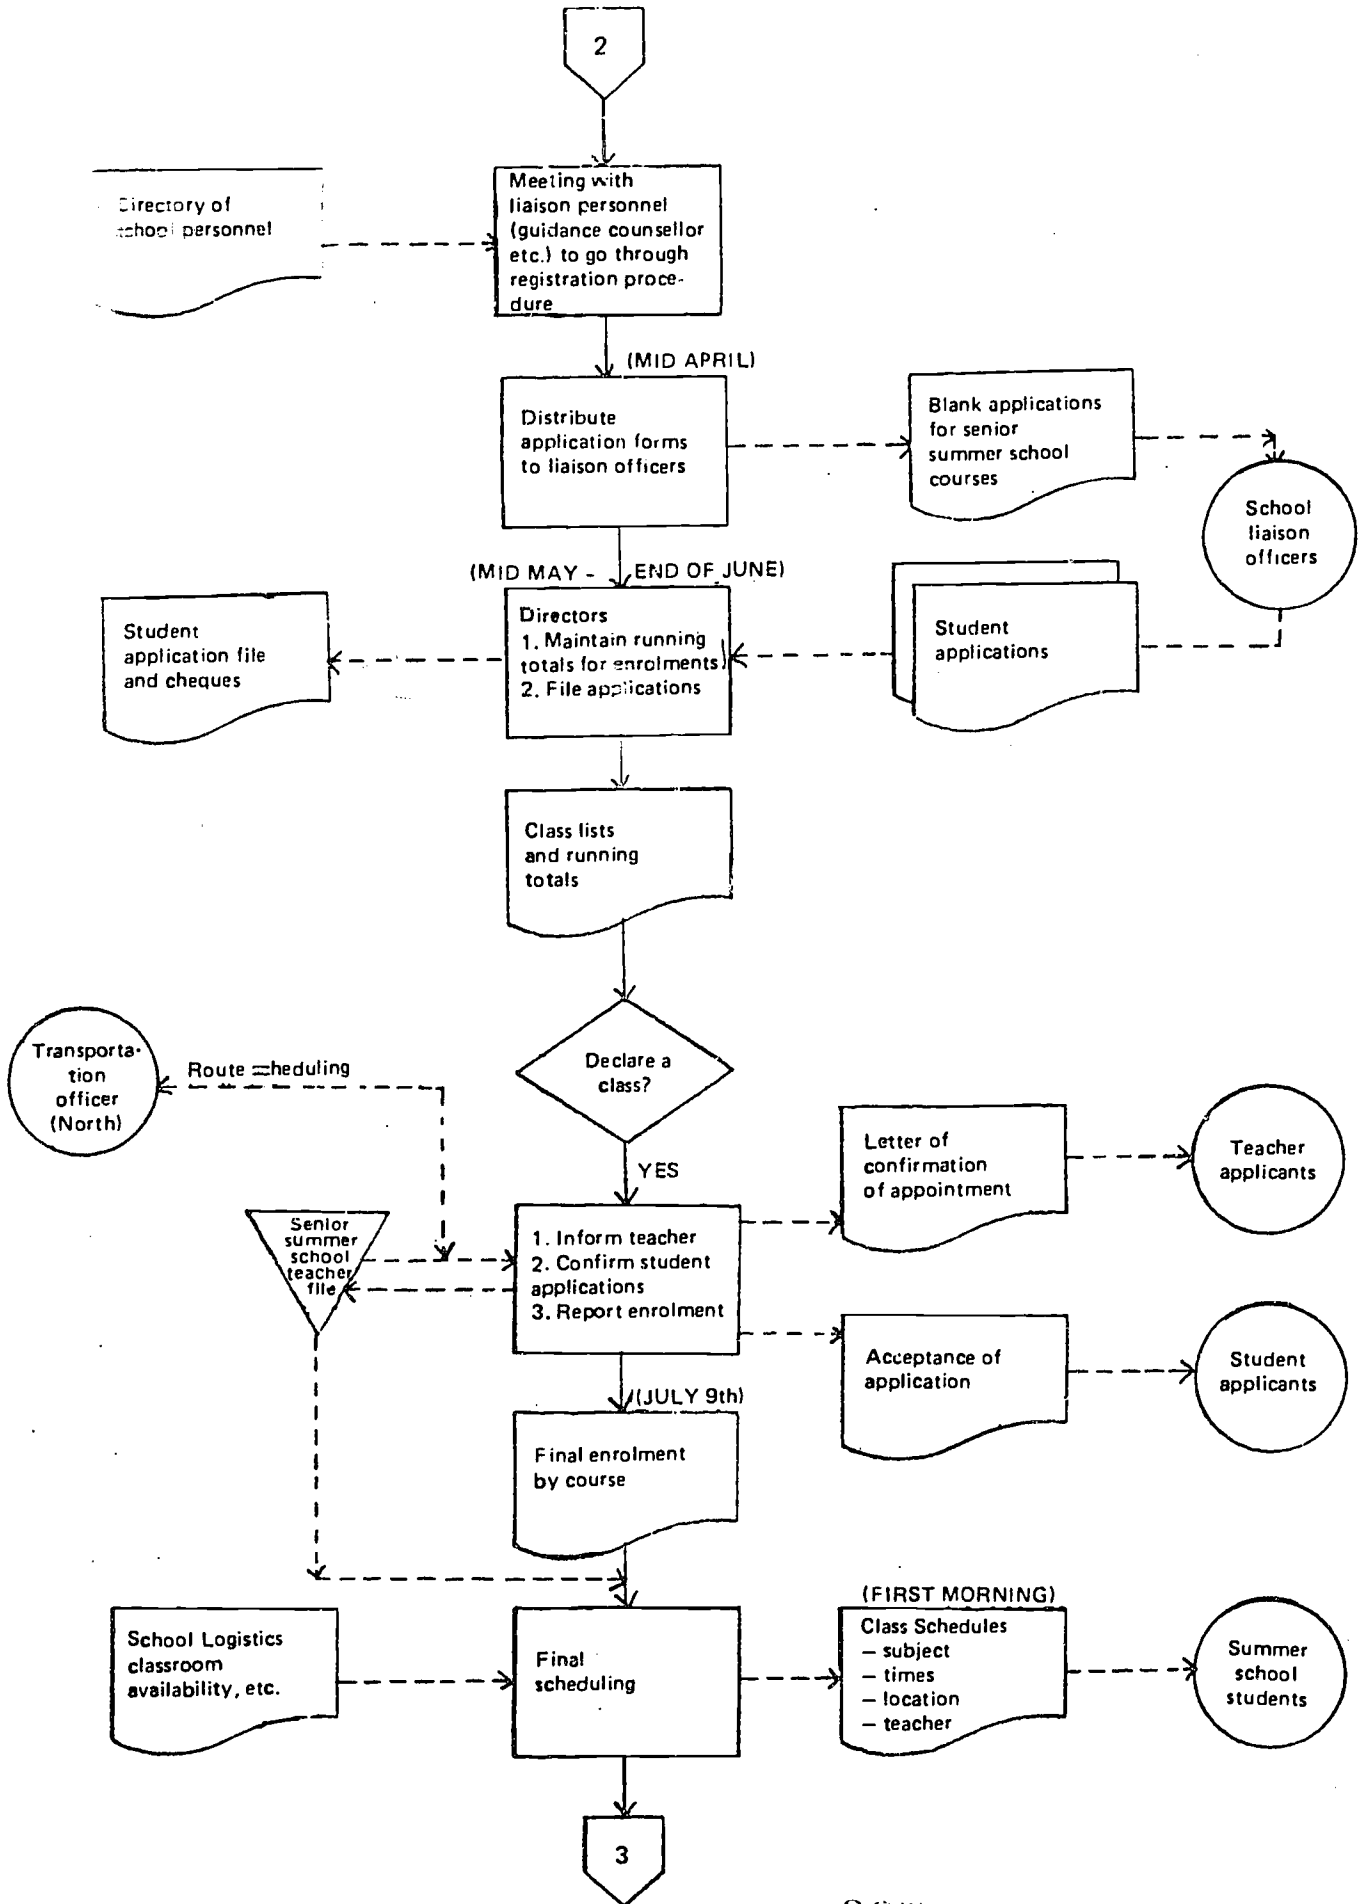 2
Directory of
school personnel
Meeting with
liaison personnel
(guidance counsellor
etc.) to go through
registration proce-
dure
(MID APRIL)
Distribute
application forms
to liaison officers
Blank applications
for senior
summer school
courses
School
liaison
officers
(MID MAY - END OF JUNE)
Student
application file
and cheques
Directors
1. Maintain running
totals for enrolments
2. File applications
Student
applications
Class lists
and running
totals
Declare a
class?
Transporta-
tion
officer
(North)
Route
YES
Letter of
confirmation
of appointment
Teacher
applicants
Senior
summer
school
teacher
file
1. Inform teacher
2. Confirm student
applications
3. Report enrolment
Acceptance of
application
Student
applicants
(JULY 9th)
Final enrolment
by course
School Logistics
classroom
availability, etc.
Final
scheduling
(FIRST MORNING)
Class Schedules
– subject
– times
– location
– teacher
Summer
school
students
3